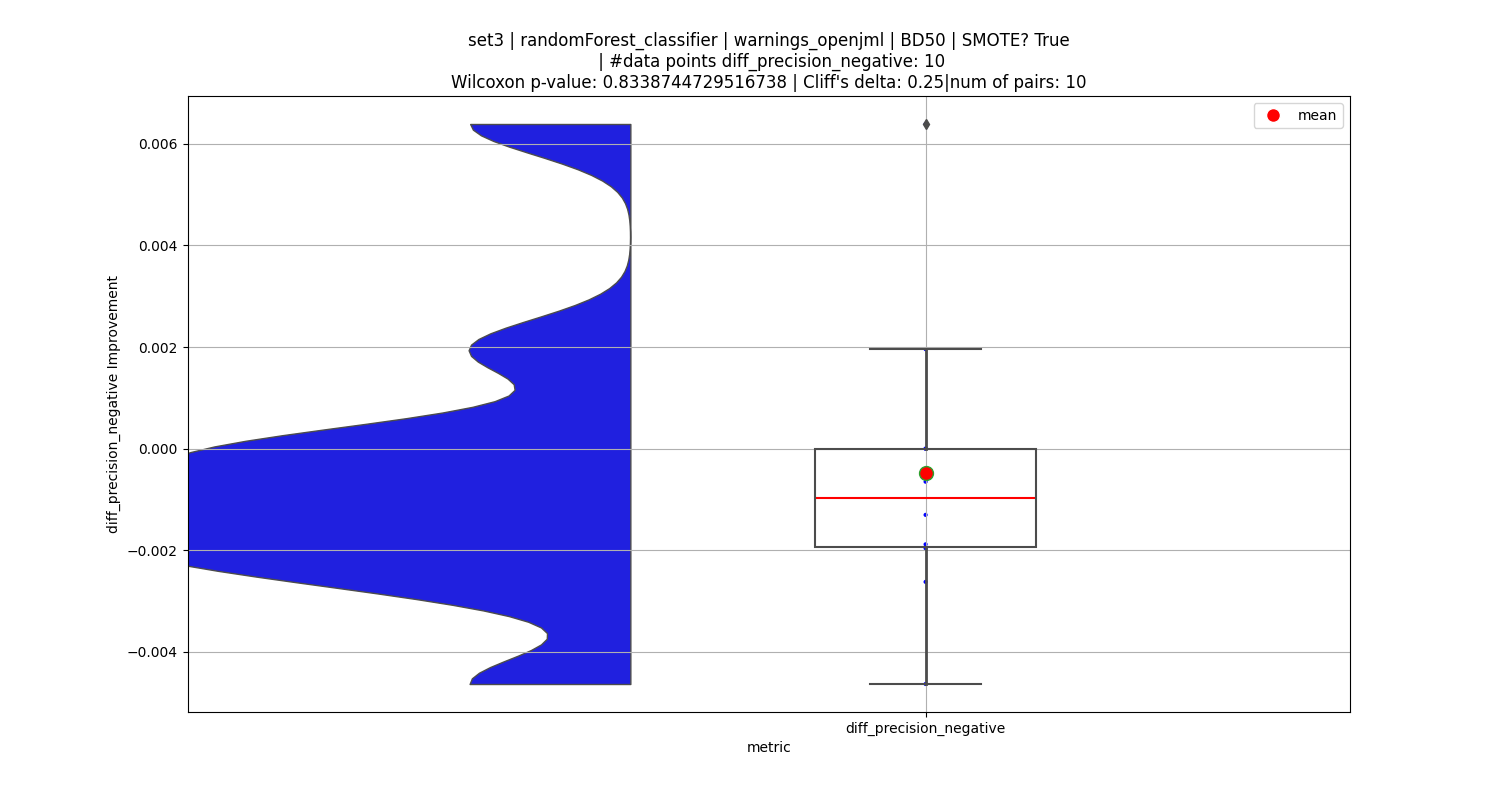 set3 | randomForest_classifier | warnings_openjml | BD50 | SMOTE? True
| #data points diff_precision_negative: 10
Wilcoxon p-value: 0.8338744729516738 | Cliff's delta: 0.25|num of pairs: 10
mean
0.006
0.004
0.002
0.000
−0.002
−0.004
diff_precision_negative Improvement
diff_precision_negative
metric